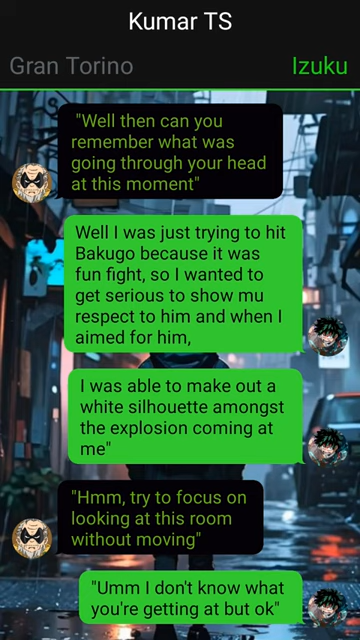 Kumar TS
Gran Torino
Izuku
"Well then can you
remember what was
going through your head
at this moment"
Well I was just trying to hit
Bakugo because it was
fun fight, so I wanted to
get serious to show mu
respect to him and when I
aimed for him,
I was able to make out a
white silhouette amongst
the explosion coming at
me"
"Hmm, try to focus on
looking at this room
without moving"
"Umm I don't know what
you're getting at but ok"